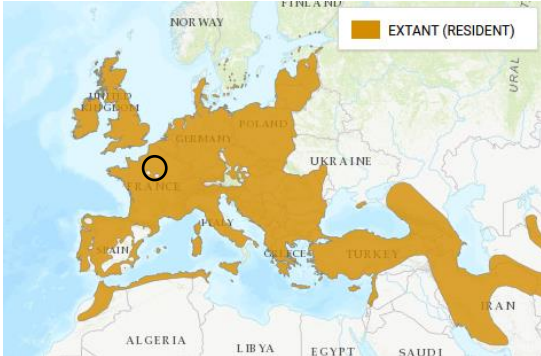 FINLAND
NORWAY
EXTANT (RESIDENT)
URAL
UNITED
KINGDOM
POLAND
GERMANY
UKRAINE
FRANCE
ITALY
SPAIN
GREECE
TURKEY
IRAN
ALGERIA
LIBYA
EGYPT
SAUDI